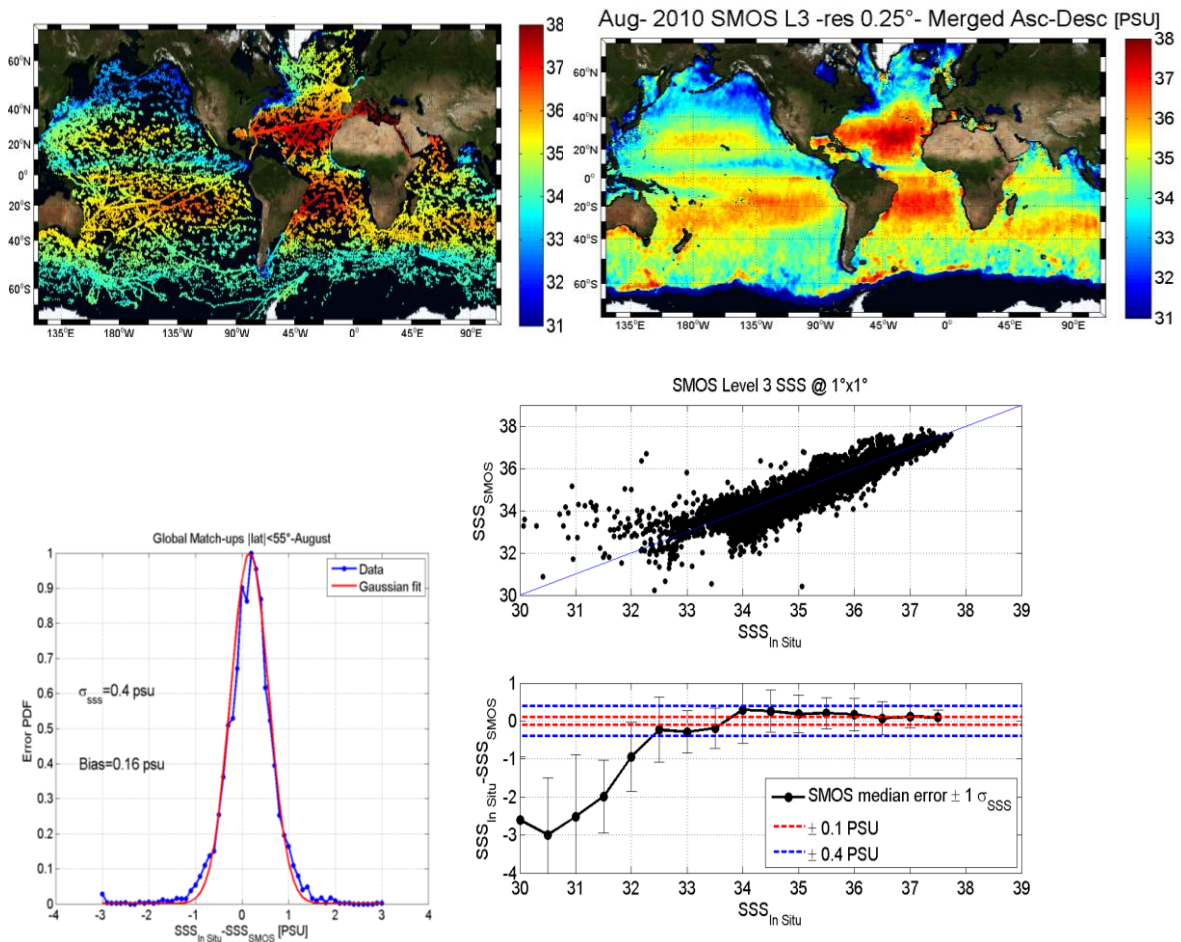 Aug- 2010 SMOS L3 -res 0.25°- Merged Asc-Desc [PSU]
60°N
40°N
20°N
0°
20°S
40°S
60°S
135°E 180°W 135°W 90°W 45°W 0° 45°E 90°E
38
37
36
35
34
33
32
31
60°N
40°N
20°N
0°
20°S
40°S
60°S
135°E 180°W 135°W 90°W 45°W 0° 45°E 90°E
38
37
36
35
34
33
32
31
SMOS Level 3 SSS @ 1°x1°
SSS_SMOS
38
36
34
32
30
30 31 32 33 34 35 36 37 38 39
SSS_In Situ
Global Match-ups |lat|<55°-August
Error PDF
1
0.9
0.8
0.7
0.6
0.5
0.4
0.3
0.2
0.1
0
Data
Gaussian fit
σ_sss=0.4 psu
Bias=0.16 psu
-4 -3 -2 -1 0 1 2 3 4
SSS_In Situ-SSS_SMOS [PSU]
SSS_In Situ-SSS_SMOS
1
0
-1
-2
-3
-4
SMOS median error ± 1 σ_SSS
± 0.1 PSU
± 0.4 PSU
30 31 32 33 34 35 36 37 38 39
SSS_In Situ